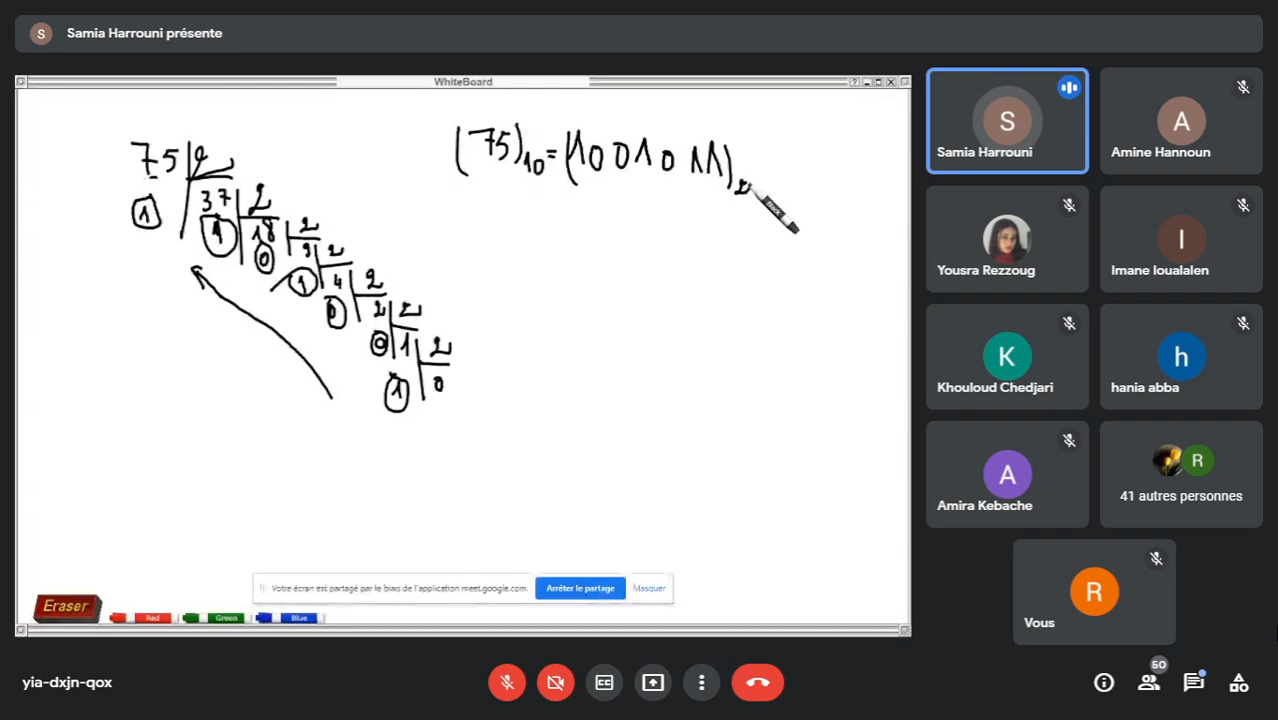 S Samia Harrouni présente
WhiteBoard
?
75 2
1 37 2
1 18 2
0 9 2
1 4 2
0 2 2
0 1 2
1 0
(75)10=(1001011)2
Black
Votre écran est partagé par le biais de l'application meet.google.com. Arrêter le partage Masquer
Eraser Red Green Blue
S
Samia Harrouni
A
Amine Hannoun
Yousra Rezzoug
I
Imane Ioualalen
K
Khouloud Chedjari
h
hania abba
A
Amira Kebache
R
41 autres personnes
R
Vous
yia-dxjn-qox
CC
50